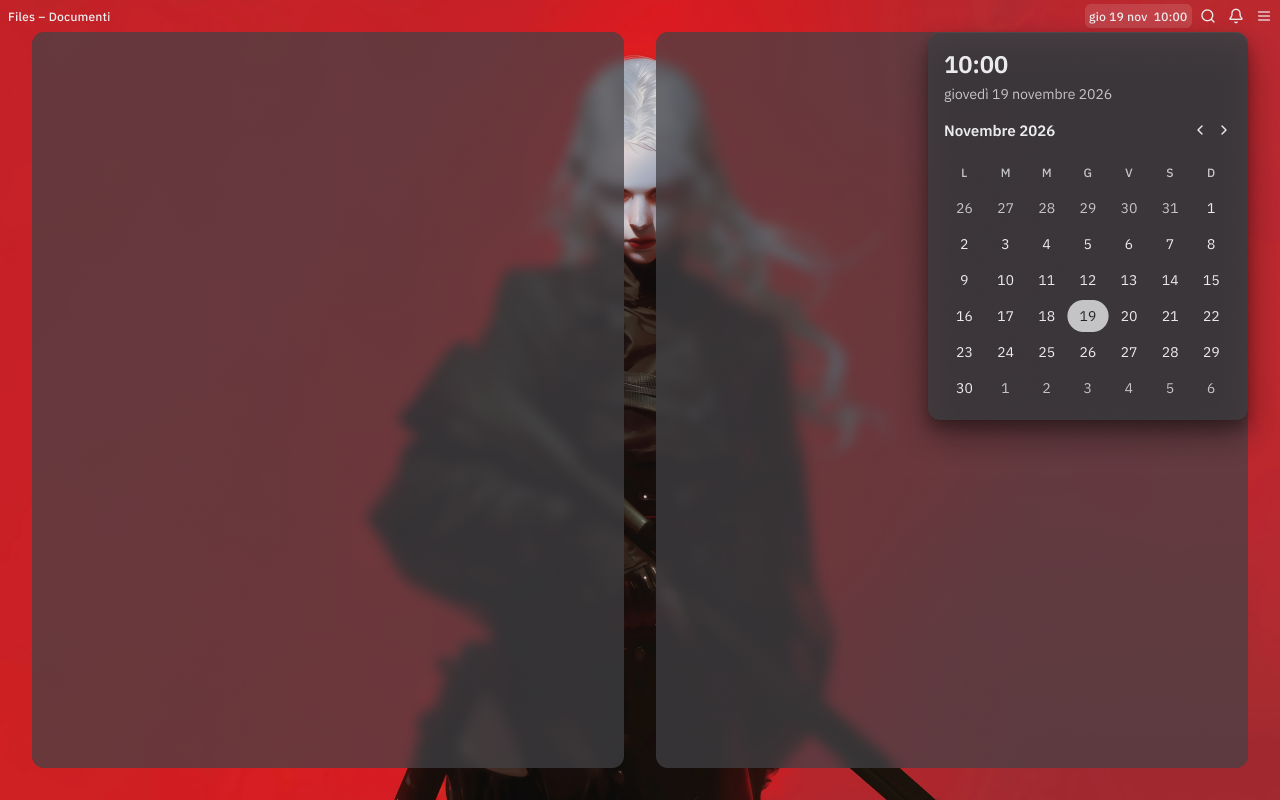 Files – Documenti
gio 19 nov 10:00
10:00
giovedì 19 novembre 2026
Novembre 2026
L M M G V S D
26 27 28 29 30 31 1
2 3 4 5 6 7 8
9 10 11 12 13 14 15
16 17 18 19 20 21 22
23 24 25 26 27 28 29
30 1 2 3 4 5 6